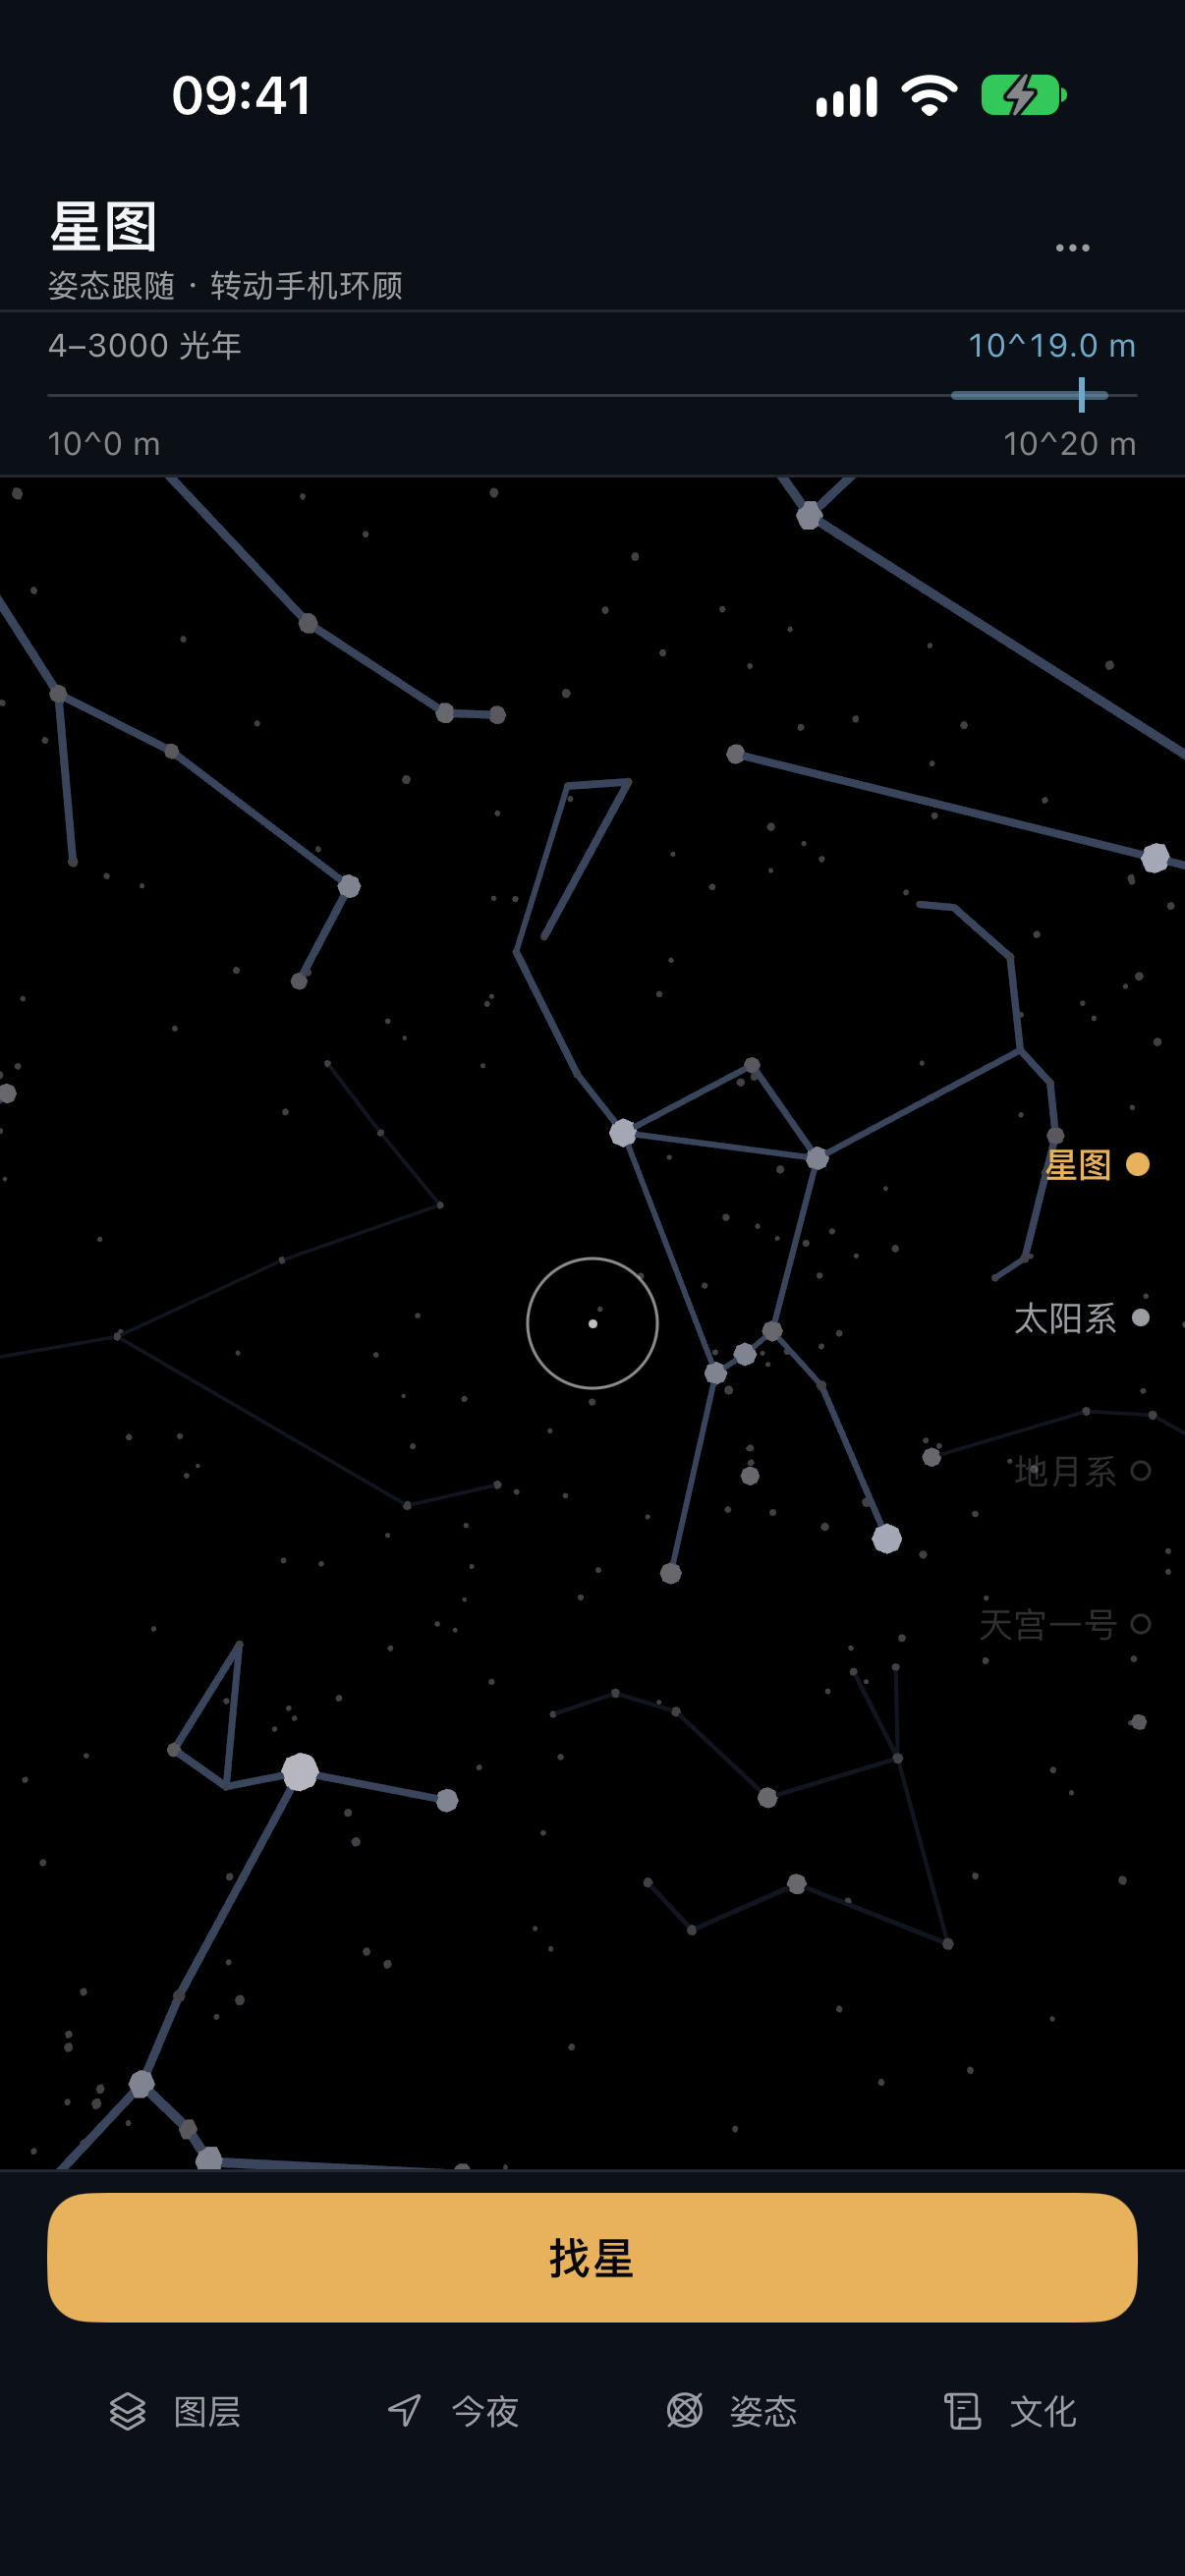 09:41
星图
姿态跟随 · 转动手机环顾
4–3000 光年
10^19.0 m
10^0 m
10^20 m
星图
太阳系
地月系
天宫一号
找星
图层
今夜
姿态
文化